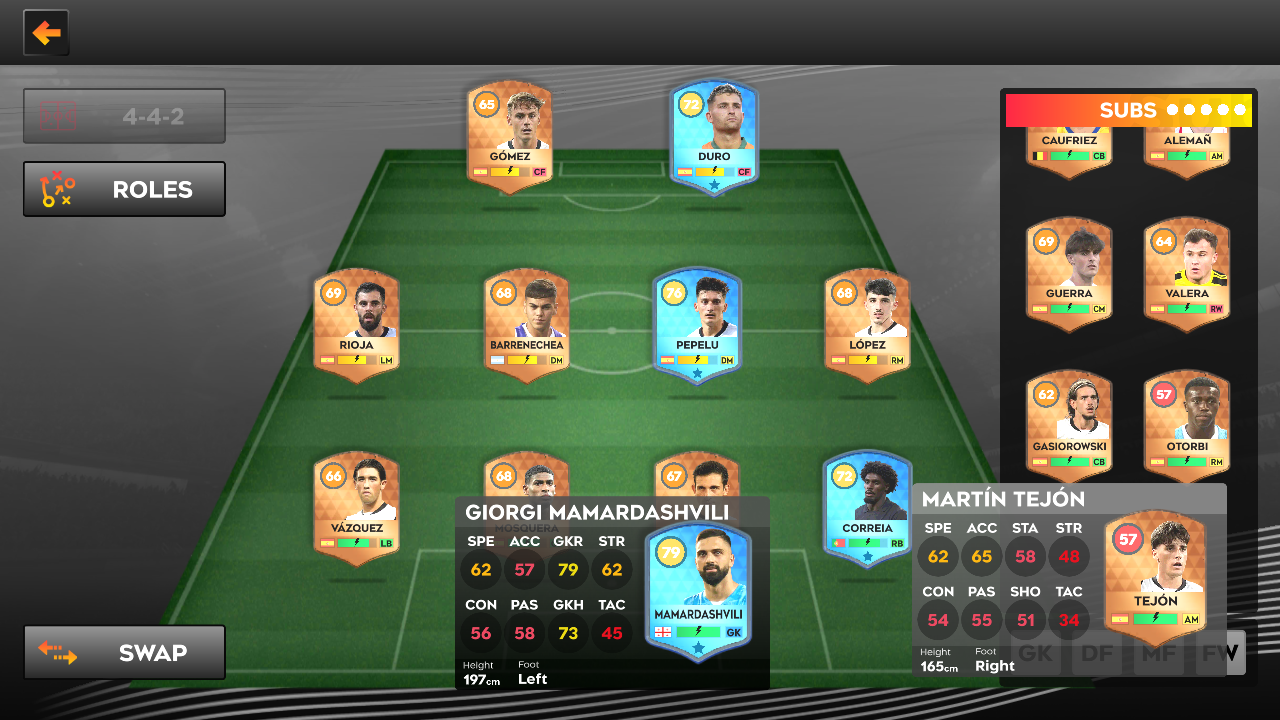 4-4-2
ROLES
65
GÓMEZ
CF
72
DURO
CF
SUBS
CAUFRIEZ
CB
ALEMAÑ
AM
69
GUERRA
CM
64
VALERA
RW
69
RIOJA
LM
68
BARRENECHEA
DM
76
PEPELU
DM
68
LÓPEZ
RM
62
GASIOROWSKI
CB
57
OTORBI
RM
66
VÁZQUEZ
LB
68
MOSQUERA
67
72
CORREIA
RB
GIORGI MAMARDASHVILI
SPE ACC GKR STR
62 57 79 62
CON PAS GKH TAC
56 58 73 45
Height Foot
197cm Left
79
MAMARDASHVILI
GK
MARTÍN TEJÓN
SPE ACC STA STR
62 65 58 48
CON PAS SHO TAC
54 55 51 34
Height Foot
165cm Right
57
TEJÓN
AM
GK DF MF FW
SWAP